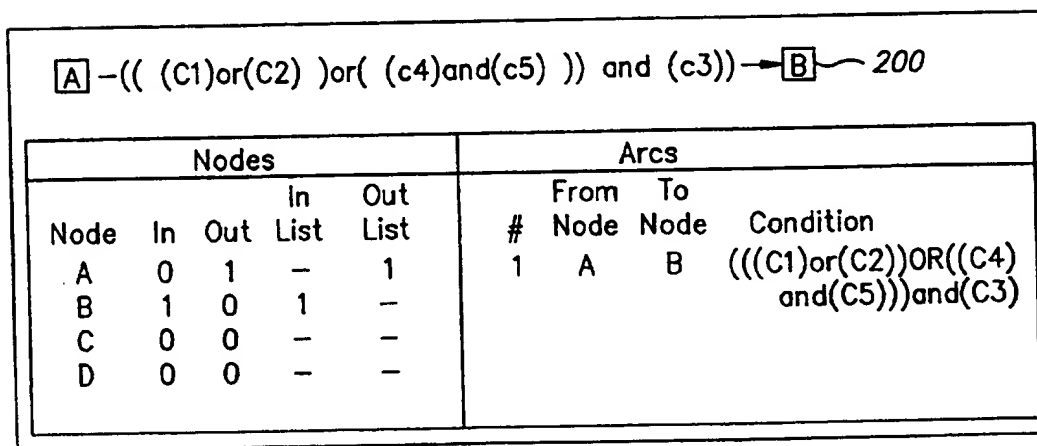 A -(( (C1)or(C2) )or( (c4)and(c5) )) and (c3))→B 200
Nodes Arcs
In Out From To
Node In Out List List # Node Node Condition
A 0 1 – 1 1 A B (((C1)or(C2))OR((C4)
B 1 0 1 – and(C5)))and(C3)
C 0 0 – –
D 0 0 – –